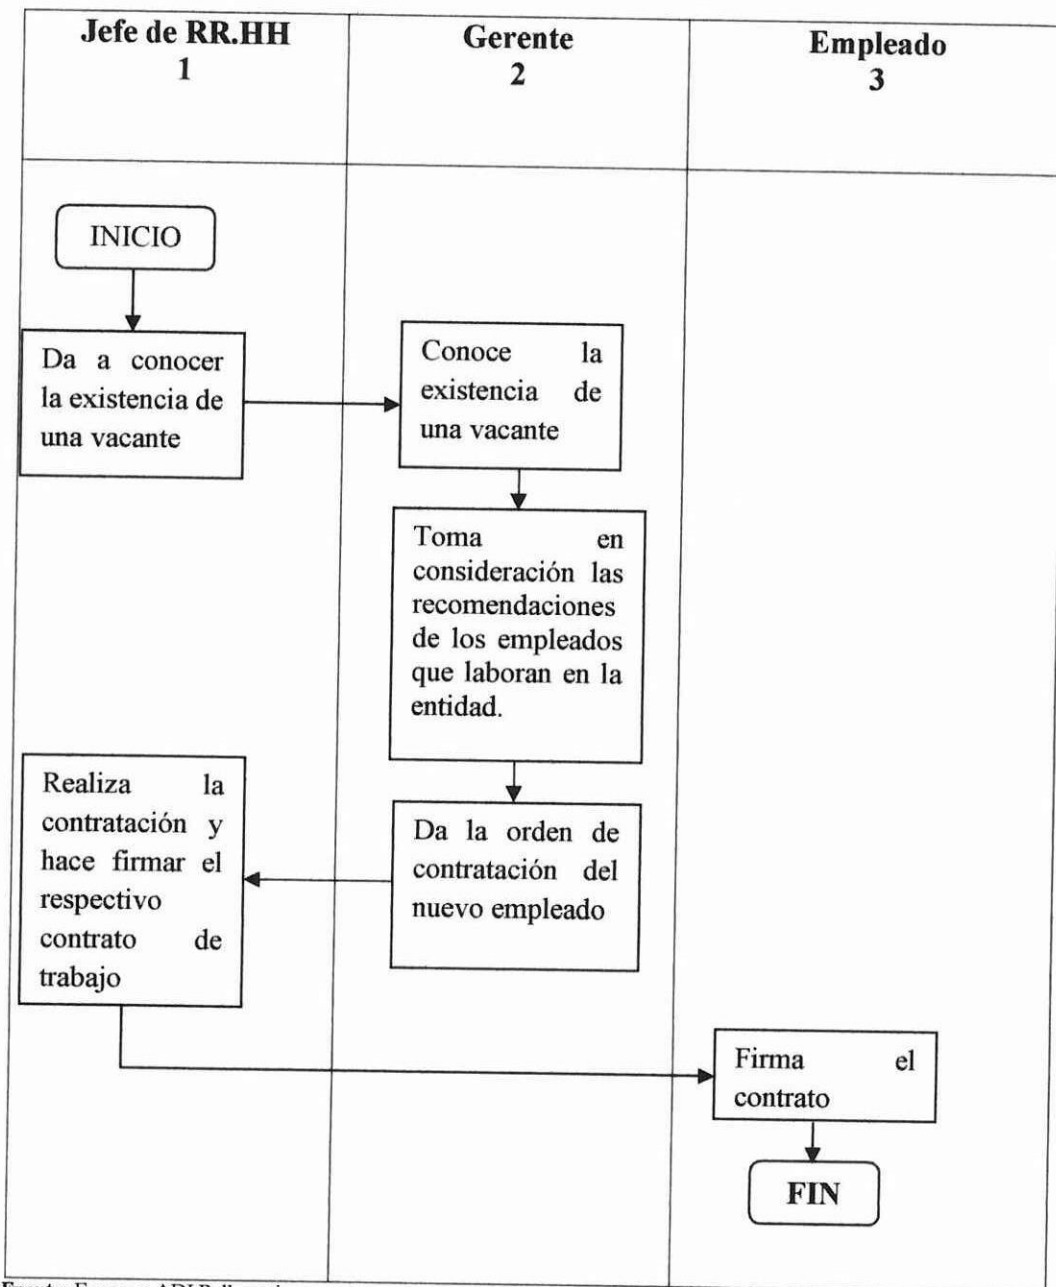 Jefe de RR.HH
1
Gerente
2
Empleado
3
INICIO
Da a conocer
la existencia de
una vacante
Conoce la
existencia de
una vacante
Toma en
consideración las
recomendaciones
de los empleados
que laboran en la
entidad.
Da la orden de
contratación del
nuevo empleado
Realiza la
contratación y
hace firmar el
respectivo
contrato de
trabajo
Firma el
contrato
FIN